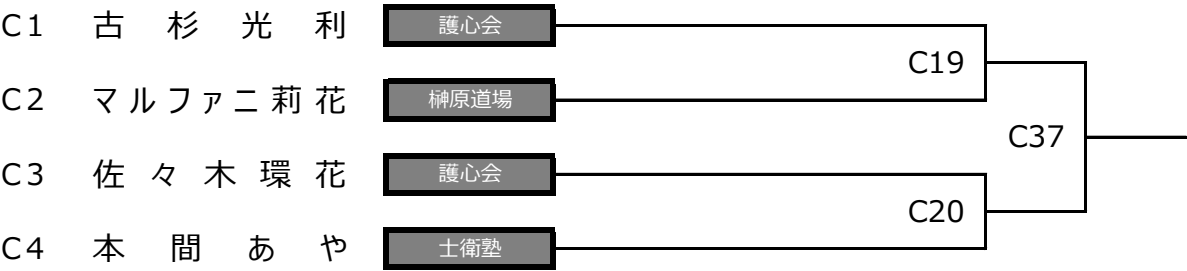 C1 古杉光利 護心会
C19
C2 マルファニ莉花 榊原道場
C37
C3 佐々木環花 護心会
C20
C4 本間あや 士衛塾